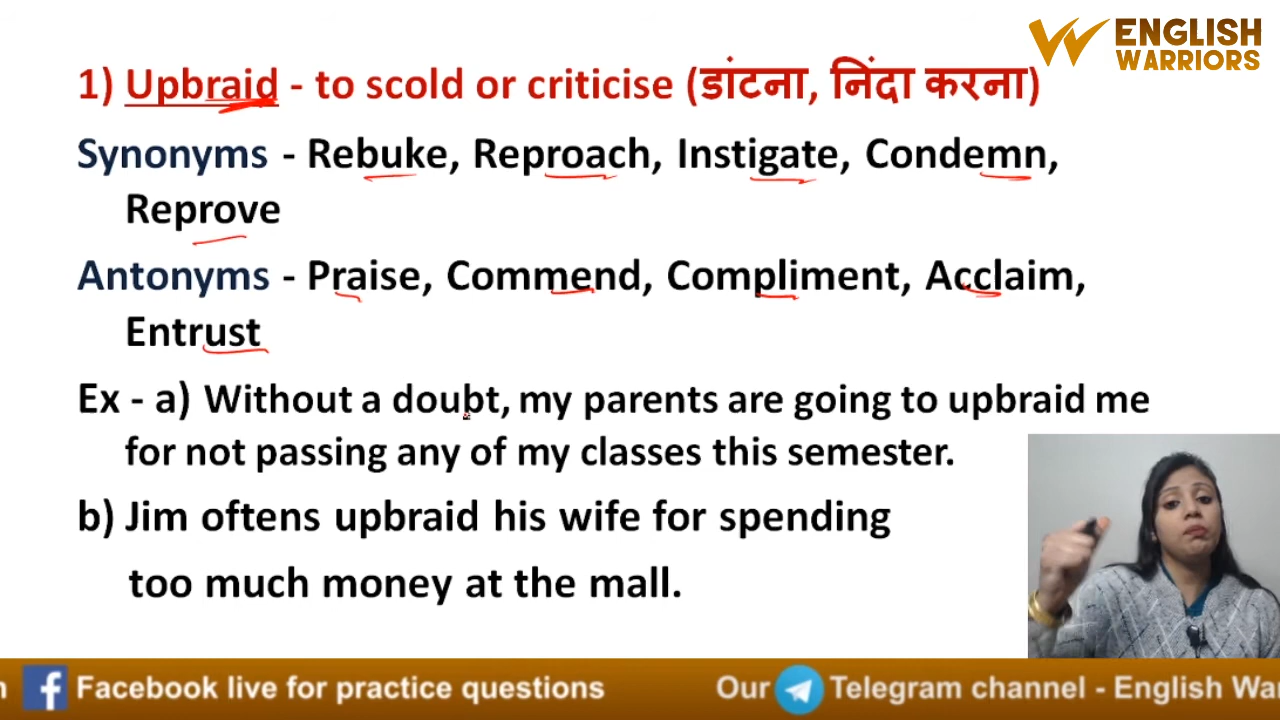 ENGLISH
WARRIORS
1) Upbraid - to scold or criticise (डांटना, निंदा करना)
Synonyms - Rebuke, Reproach, Instigate, Condemn,
Reprove
Antonyms - Praise, Commend, Compliment, Acclaim,
Entrust
Ex - a) Without a doubt, my parents are going to upbraid me
for not passing any of my classes this semester.
b) Jim oftens upbraid his wife for spending
too much money at the mall.
Facebook live for practice questions
Our Telegram channel - English War